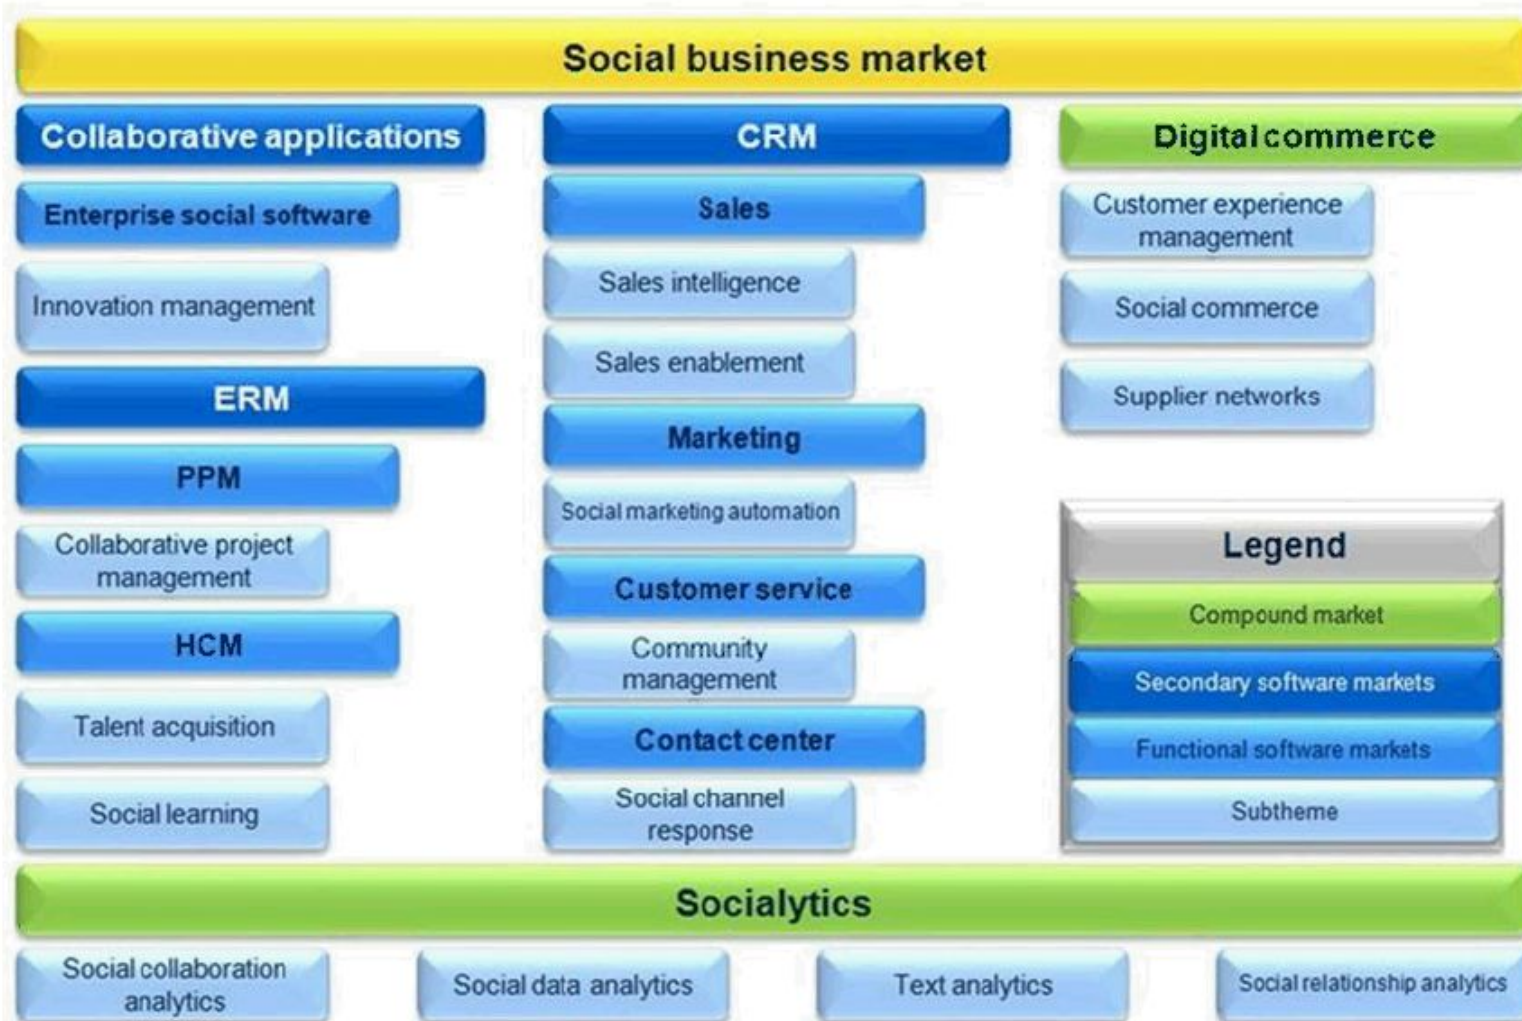 Social business market
Collaborative applications
Enterprise social software
Innovation management
ERM
PPM
Collaborative project
management
HCM
Talent acquisition
Social learning
CRM
Sales
Sales intelligence
Sales enablement
Marketing
Social marketing automation
Customer service
Community
management
Contact center
Social channel
response
Digital commerce
Customer experience
management
Social commerce
Supplier networks
Legend
Compound market
Secondary software markets
Functional software markets
Subtheme
Socialytics
Social collaboration
analytics
Social data analytics
Text analytics
Social relationship analytics